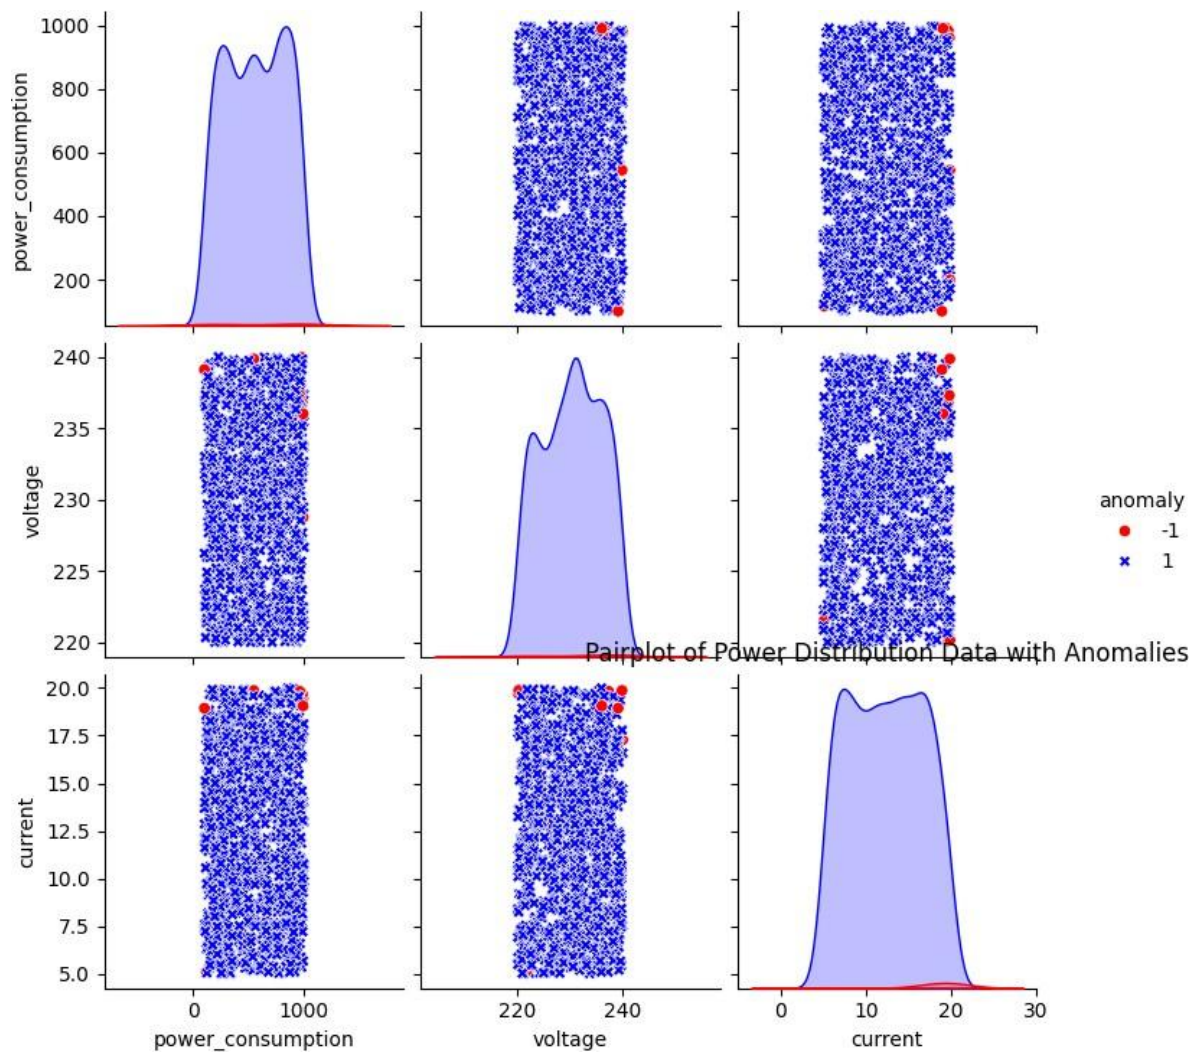 1000
800
600
400
200
power_consumption
240
235
230
225
220
voltage
anomaly
-1
1
Pairplot of Power Distribution Data with Anomalies
20.0
17.5
15.0
12.5
10.0
7.5
5.0
current
0 1000
220 240
0 10 20 30
power_consumption
voltage
current